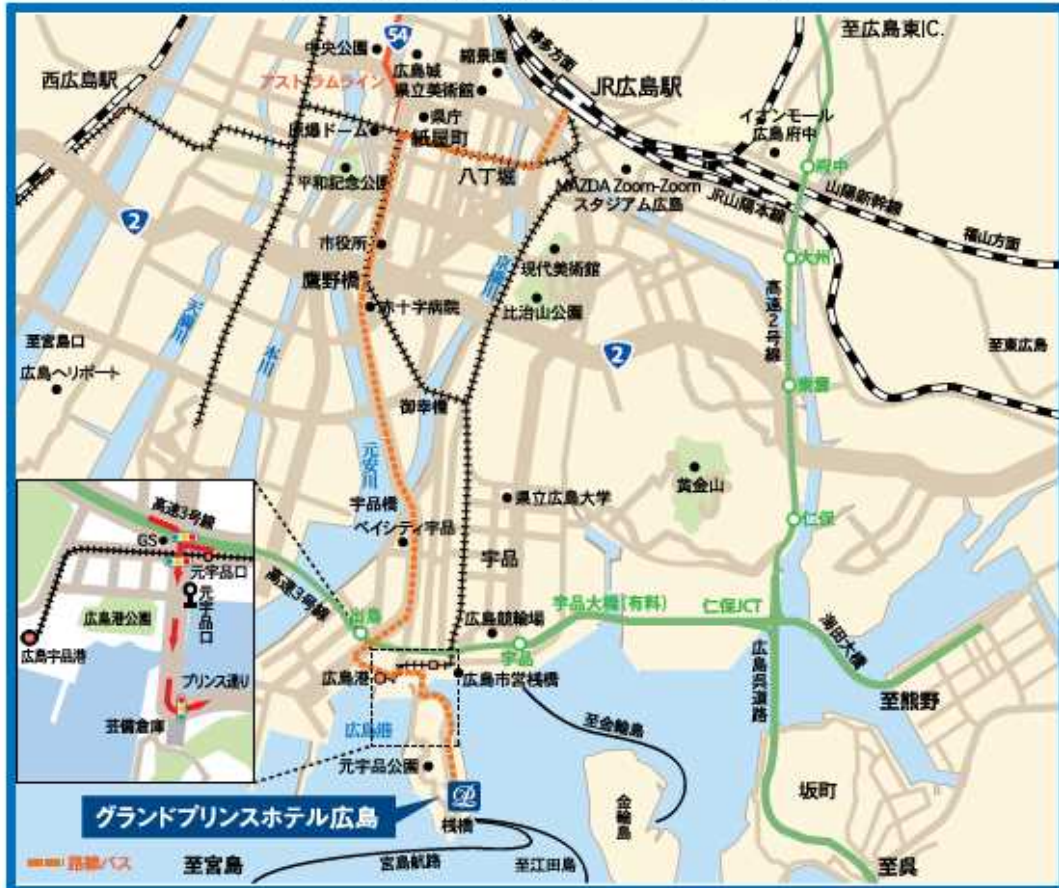 54
中央公園
縮景園
博多方面
至広島東IC.
西広島駅
アストラムライン
広島城
県立美術館
JR広島駅
イオンモール
広島府中
県庁
原爆ドーム
紙屋町
八丁堀
府中
平和記念公園
MAZDA Zoom-Zoom
スタジアム広島
山陽新幹線
JR山陽本線
福山方面
2
市役所
現代美術館
大州
鷹野橋
京橋川
高速2号線
赤十字病院
比治山公園
天満川
本川
至宮島口
広島ヘリポート
2
至東広島
東雲
御幸橋
元安川
黄金山
宇品橋
県立広島大学
ベイシティ宇品
仁保
宇品
高速3号線
GS
元宇品口
元宇品口
広島港公園
広島宇品港
プリンス通り
芸備倉庫
高速3号線
出島
広島競輪場
宇品大橋(有料)
仁保JCT
海田大橋
宇品
広島港
広島市営桟橋
広島呉道路
至熊野
広島港
至金輪島
元宇品公園
金輪島
坂町
グランドプリンスホテル広島
桟橋
路線バス
至宮島
宮島航路
至江田島
至呉